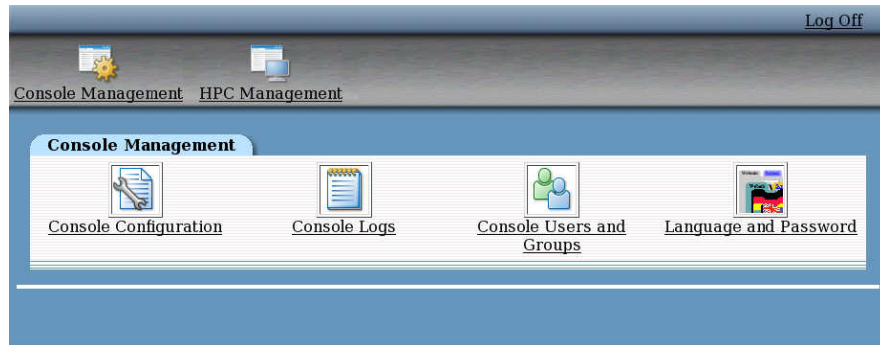 Log Off
Console Management HPC Management
Console Management
Console Configuration Console Logs Console Users and Groups Language and Password